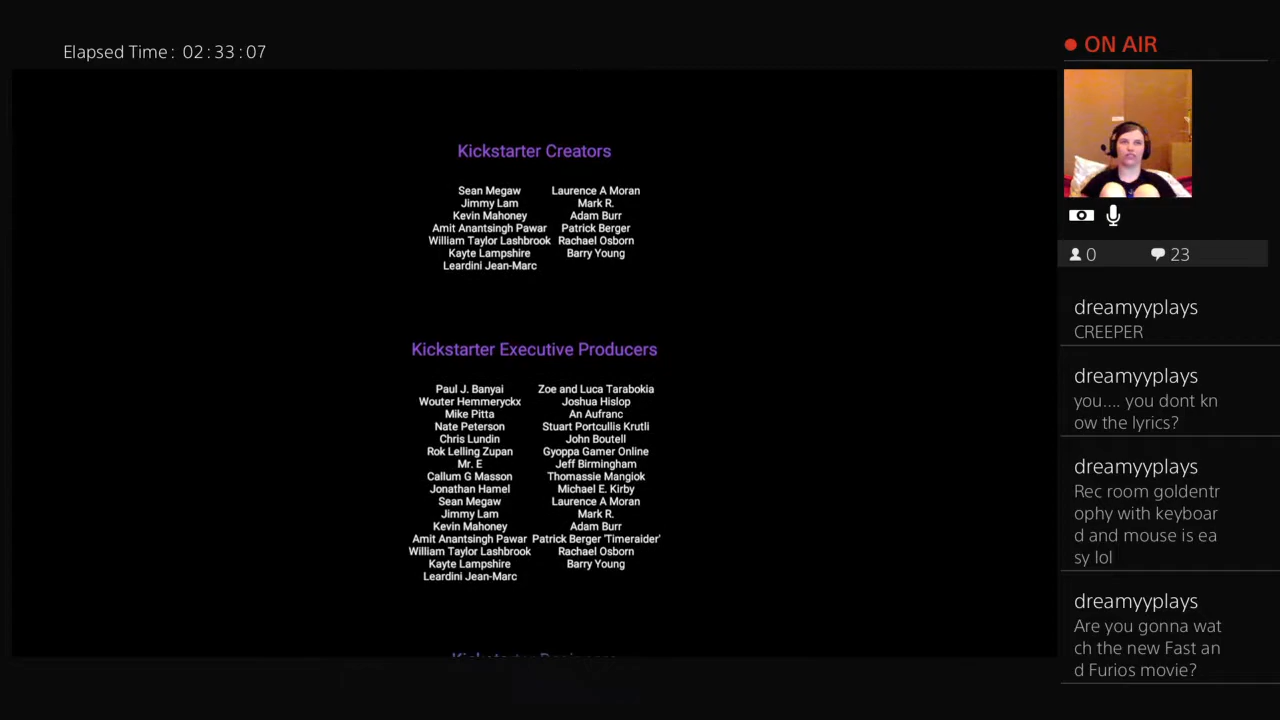 Elapsed Time: 02:33:07
ON AIR
Kickstarter Creators
Sean Megaw Laurence A Moran
Jimmy Lam Mark R.
Kevin Mahoney Adam Burr
Amit Anantsingh Pawar Patrick Berger
William Taylor Lashbrook Rachael Osborn
Kayte Lampshire Barry Young
Leardini Jean-Marc
Kickstarter Executive Producers
Paul J. Banyai Zoe and Luca Tarabokia
Wouter Hemmeryckx Joshua Hislop
Mike Pitta An Aufranc
Nate Peterson Stuart Portcullis Krutli
Chris Lundin John Boutell
Rok Lelling Zupan Gyoppa Gamer Online
Mr. E Jeff Birmingham
Callum G Masson Thomassie Mangiok
Jonathan Hamel Michael E. Kirby
Sean Megaw Laurence A Moran
Jimmy Lam Mark R.
Kevin Mahoney Adam Burr
Amit Anantsingh Pawar Patrick Berger 'Timeraider'
William Taylor Lashbrook Rachael Osborn
Kayte Lampshire Barry Young
Leardini Jean-Marc
0 23
dreamyyplays
CREEPER
dreamyyplays
you.... you dont kn
ow the lyrics?
dreamyyplays
Rec room goldentr
ophy with keyboar
d and mouse is ea
sy lol
dreamyyplays
Are you gonna wat
ch the new Fast an
d Furios movie?